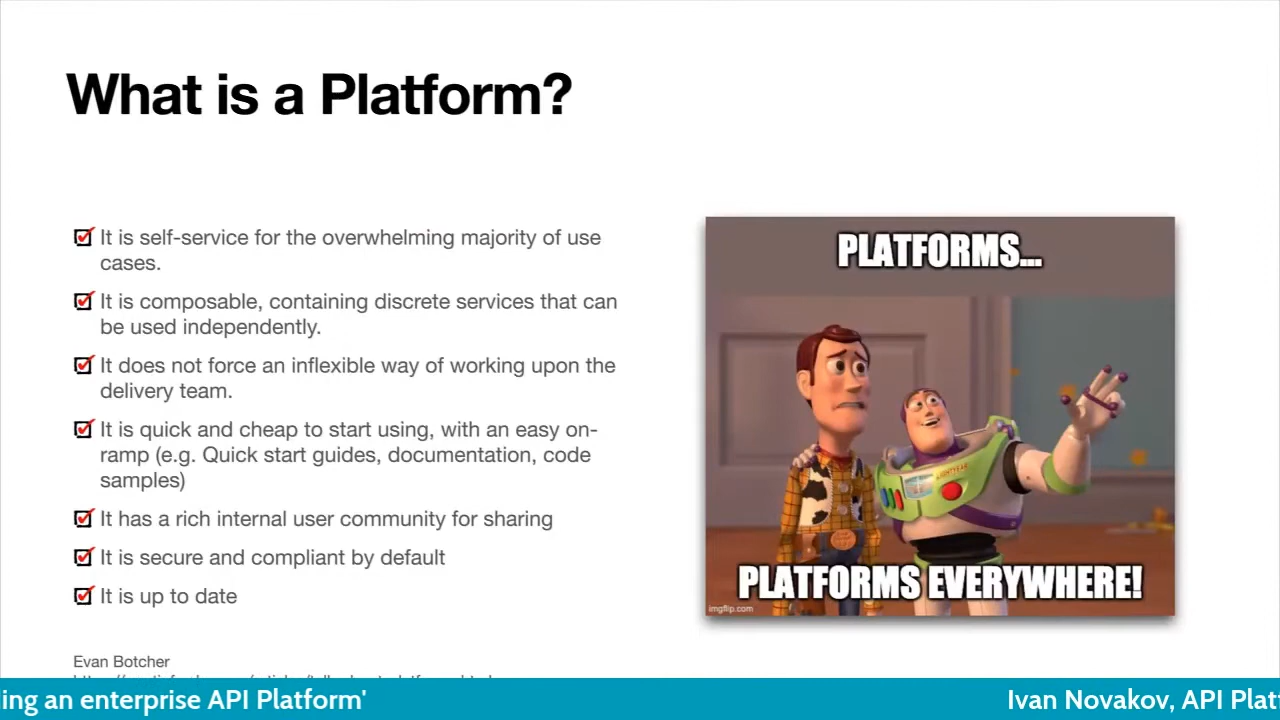 What is a Platform?
It is self-service for the overwhelming majority of use
cases.
It is composable, containing discrete services that can
be used independently.
It does not force an inflexible way of working upon the
delivery team.
It is quick and cheap to start using, with an easy on-
ramp (e.g. Quick start guides, documentation, code
samples)
It has a rich internal user community for sharing
It is secure and compliant by default
It is up to date
PLATFORMS...
LIGHTYEAR
PLATFORMS EVERYWHERE!
imgflip.com
Evan Botcher
ding an enterprise API Platform'
Ivan Novakov, API Platf